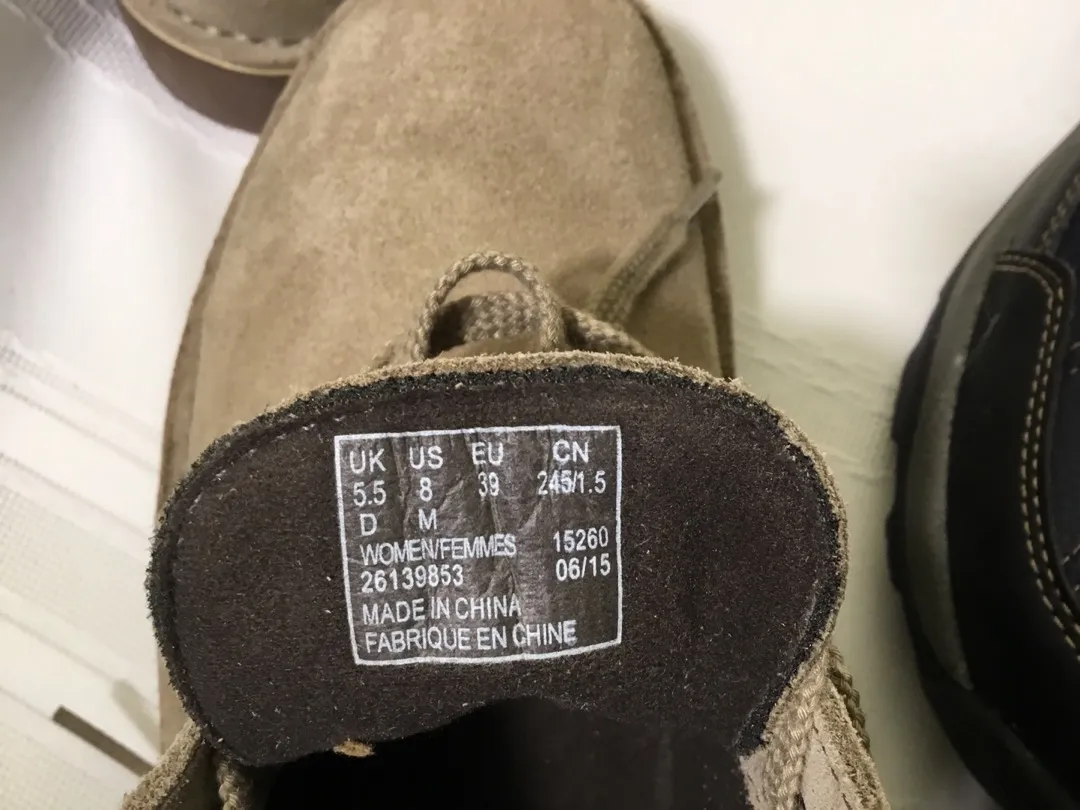 UK US EU CN
5.5 8 39 245/1.5
D M
WOMEN/FEMMES 15260
26139853 06/15
MADE IN CHINA
FABRIQUE EN CHINE